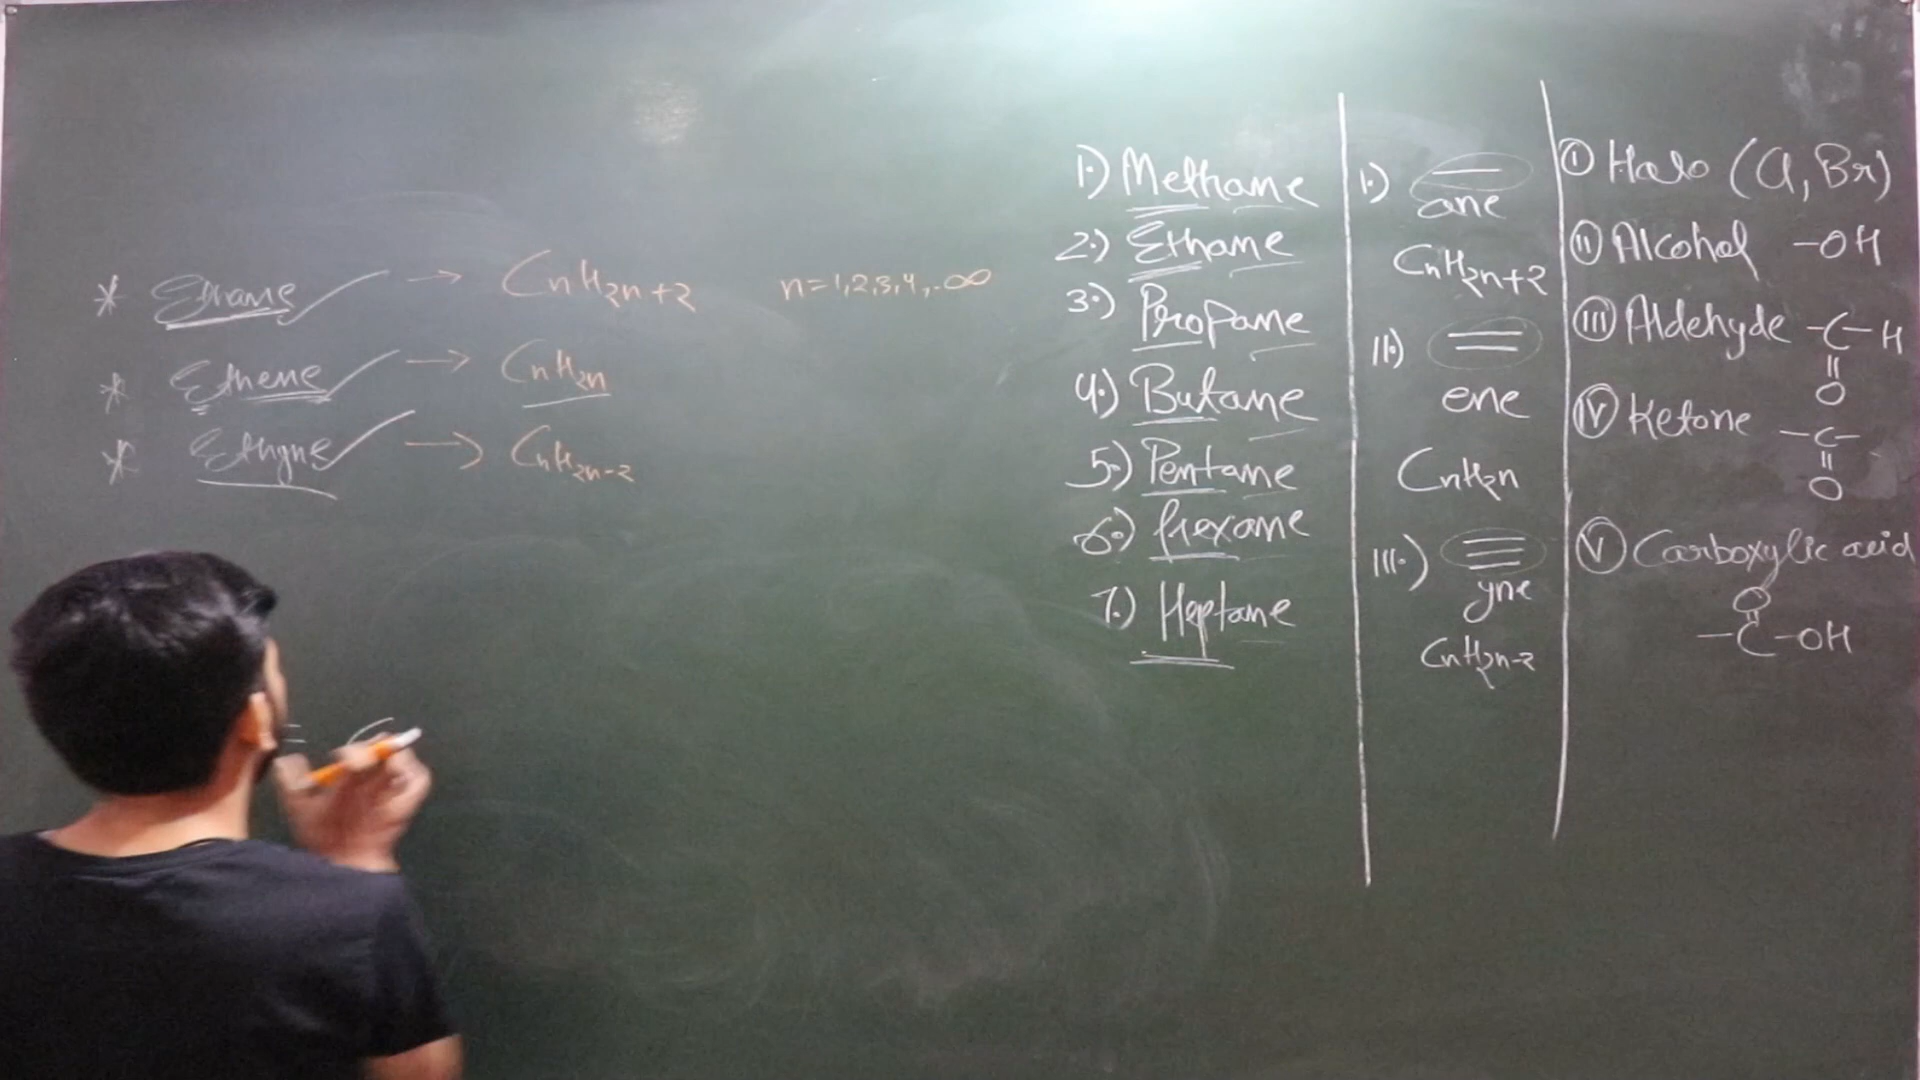 * Ethane → CnH2n+2 n=1,2,3,4,..∞
* Ethene → CnH2n
* Ethyne → CnH2n-2
= C
1.) Methane
2.) Ethane
3.) Propane
4.) Butane
5.) Pentane
6.) Hexane
7.) Heptane
I.) —
ane
CnH2n+2
II.) =
ene
CnH2n
III.) ≡
yne
CnH2n-2
(I) Halo (Cl, Br)
(II) Alcohol -OH
(III) Aldehyde -C-H
||
O
(IV) Ketone -C-
||
O
(V) Carboxylic acid
O
||
-C-OH